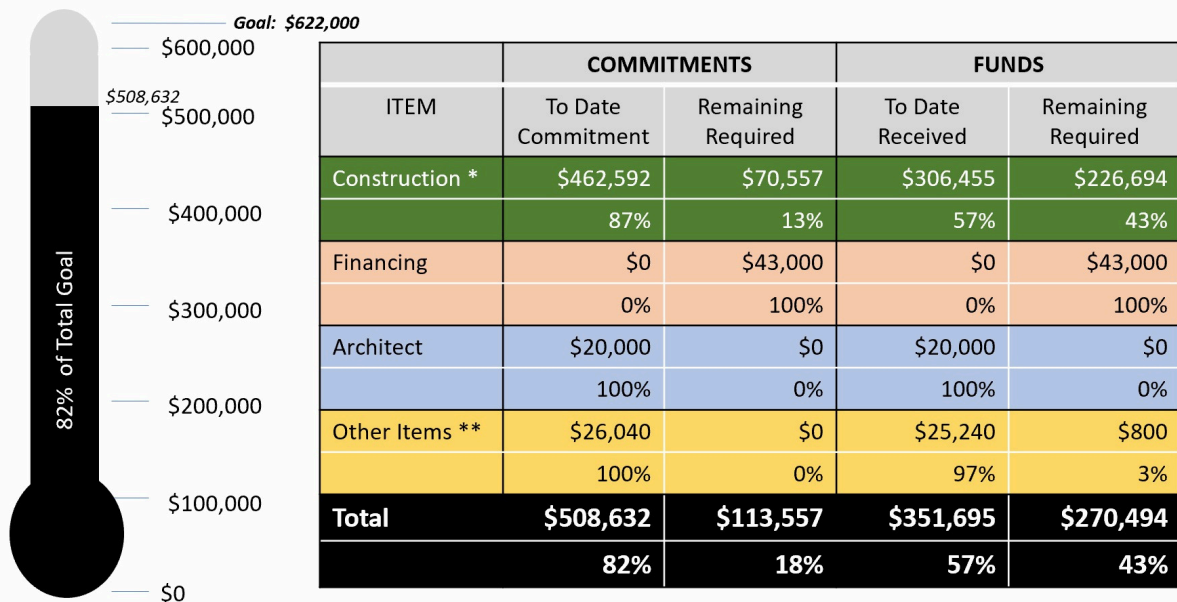 Goal: $622,000
$600,000
$508,632
$500,000
$400,000
$300,000
$200,000
$100,000
$0
82% of Total Goal
COMMITMENTS FUNDS
ITEM To Date Commitment Remaining Required To Date Received Remaining Required
Construction * $462,592 $70,557 $306,455 $226,694
87% 13% 57% 43%
Financing $0 $43,000 $0 $43,000
0% 100% 0% 100%
Architect $20,000 $0 $20,000 $0
100% 0% 100% 0%
Other Items ** $26,040 $0 $25,240 $800
100% 0% 97% 3%
Total $508,632 $113,557 $351,695 $270,494
82% 18% 57% 43%